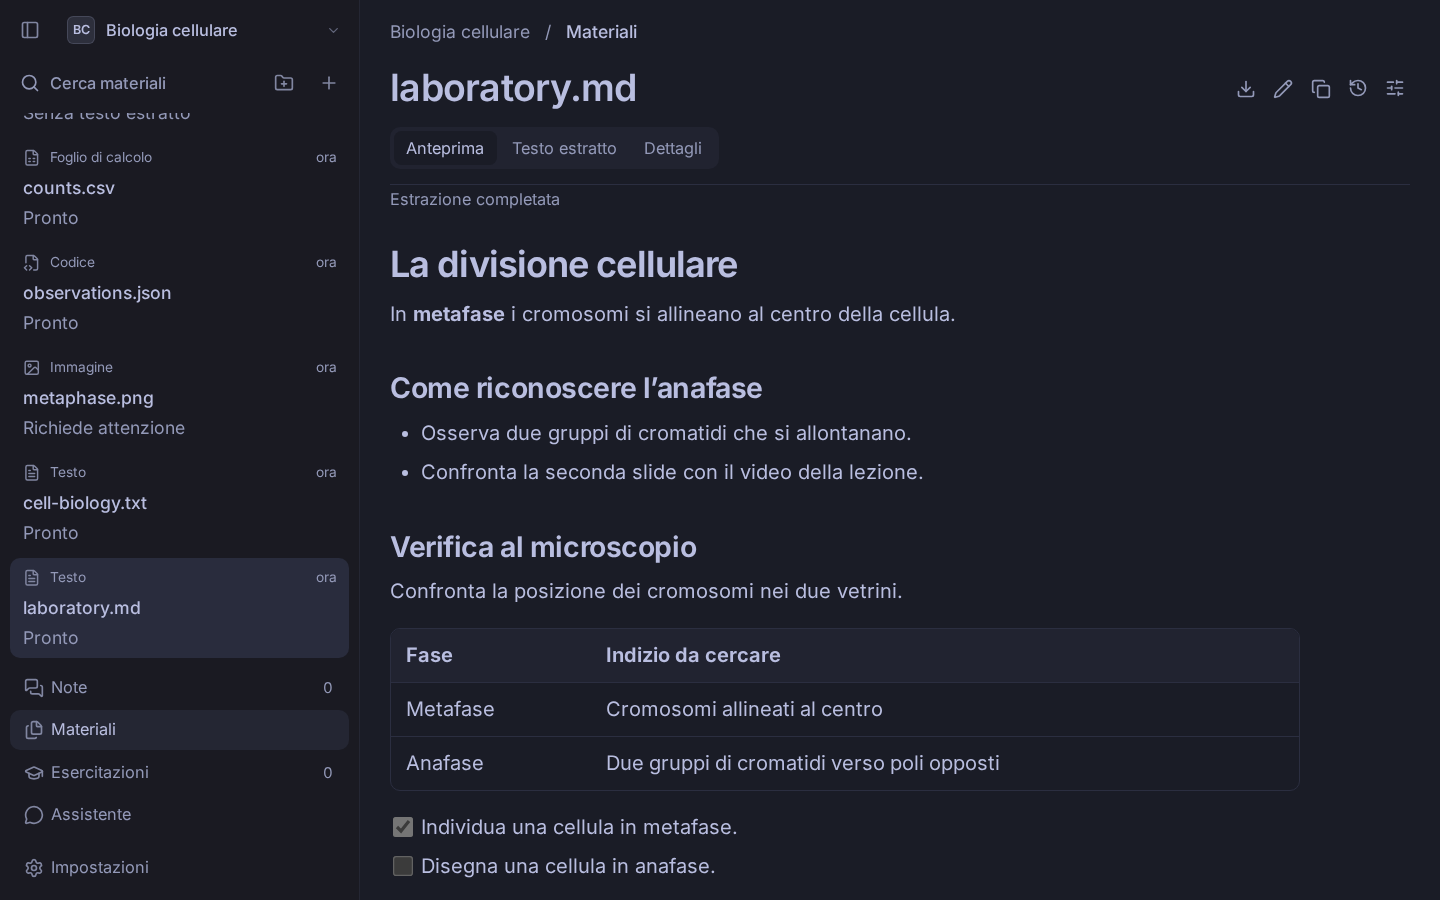 BC Biologia cellulare
Cerca materiali
Senza testo estratto
Foglio di calcolo ora
counts.csv
Pronto
Codice ora
observations.json
Pronto
Immagine ora
metaphase.png
Richiede attenzione
Testo ora
cell-biology.txt
Pronto
Testo ora
laboratory.md
Pronto
Note 0
Materiali
Esercitazioni 0
Assistente
Impostazioni
Biologia cellulare / Materiali
laboratory.md
Anteprima Testo estratto Dettagli
Estrazione completata
La divisione cellulare
In metafase i cromosomi si allineano al centro della cellula.
Come riconoscere l’anafase
• Osserva due gruppi di cromatidi che si allontanano.
• Confronta la seconda slide con il video della lezione.
Verifica al microscopio
Confronta la posizione dei cromosomi nei due vetrini.
Fase Indizio da cercare
Metafase Cromosomi allineati al centro
Anafase Due gruppi di cromatidi verso poli opposti
Individua una cellula in metafase.
Disegna una cellula in anafase.